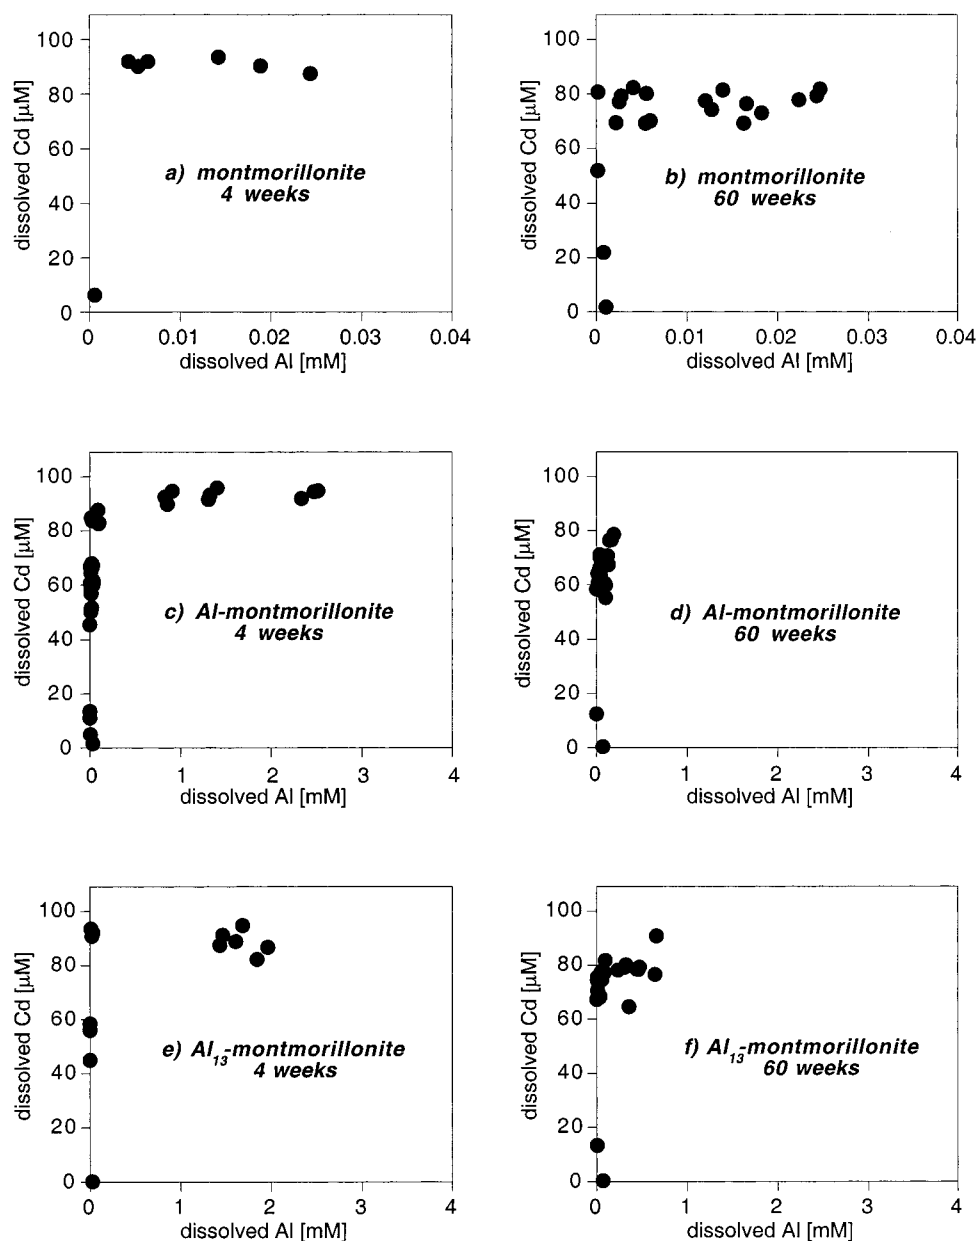 dissolved Cd [µM]
100
80
60
40
20
0
a) montmorillonite
4 weeks
0 0.01 0.02 0.03 0.04
dissolved Al [mM]
dissolved Cd [µM]
100
80
60
40
20
0
b) montmorillonite
60 weeks
0 0.01 0.02 0.03 0.04
dissolved Al [mM]
dissolved Cd [µM]
100
80
60
40
20
0
c) Al-montmorillonite
4 weeks
0 1 2 3 4
dissolved Al [mM]
dissolved Cd [µM]
100
80
60
40
20
0
d) Al-montmorillonite
60 weeks
0 1 2 3 4
dissolved Al [mM]
dissolved Cd [µM]
100
80
60
40
20
0
e) Al₁₃-montmorillonite
4 weeks
0 1 2 3 4
dissolved Al [mM]
dissolved Cd [µM]
100
80
60
40
20
0
f) Al₁₃-montmorillonite
60 weeks
0 1 2 3 4
dissolved Al [mM]